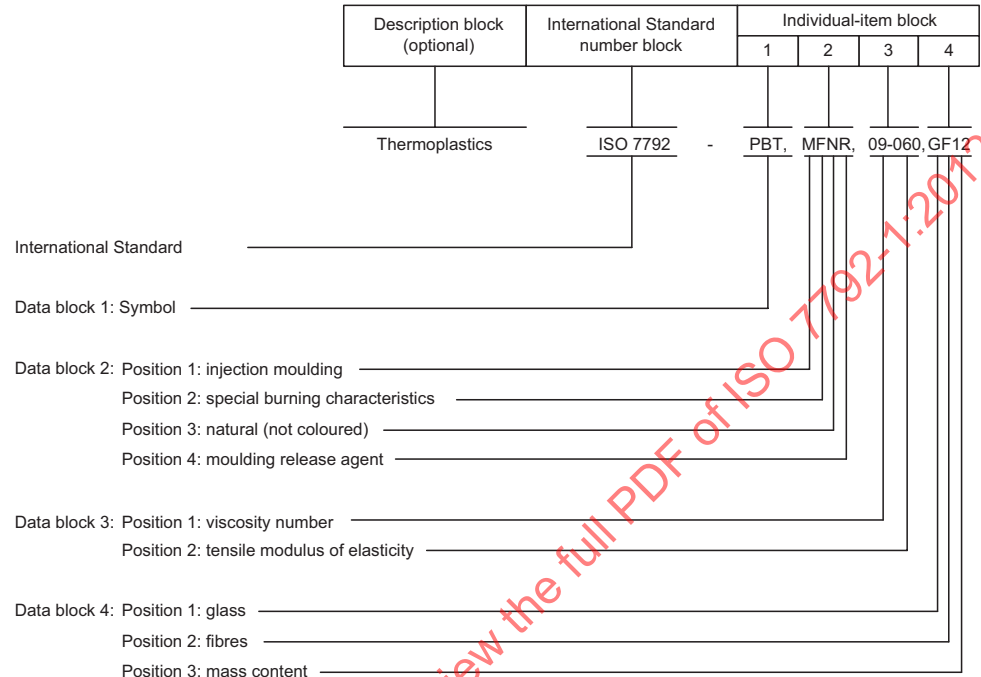 Description block (optional)
International Standard number block
Individual-item block
1 2 3 4
Thermoplastics ISO 7792 - PBT, MFNR, 09-060, GF12
International Standard
Data block 1: Symbol
Data block 2: Position 1: injection moulding
Position 2: special burning characteristics
Position 3: natural (not coloured)
Position 4: moulding release agent
Data block 3: Position 1: viscosity number
Position 2: tensile modulus of elasticity
Data block 4: Position 1: glass
Position 2: fibres
Position 3: mass content
the full PDF of ISO 7792-1:201